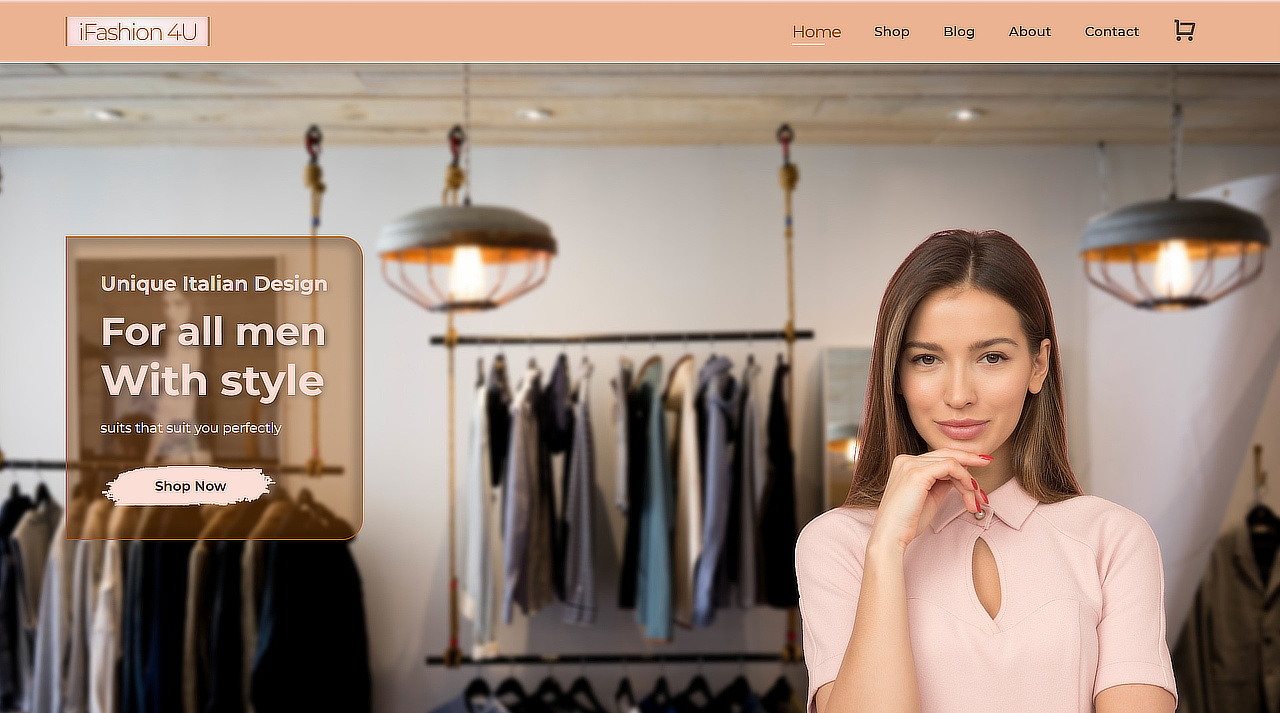 iFashion 4U
Home Shop Blog About Contact
Unique Italian Design
For all men
With style
suits that suit you perfectly
Shop Now